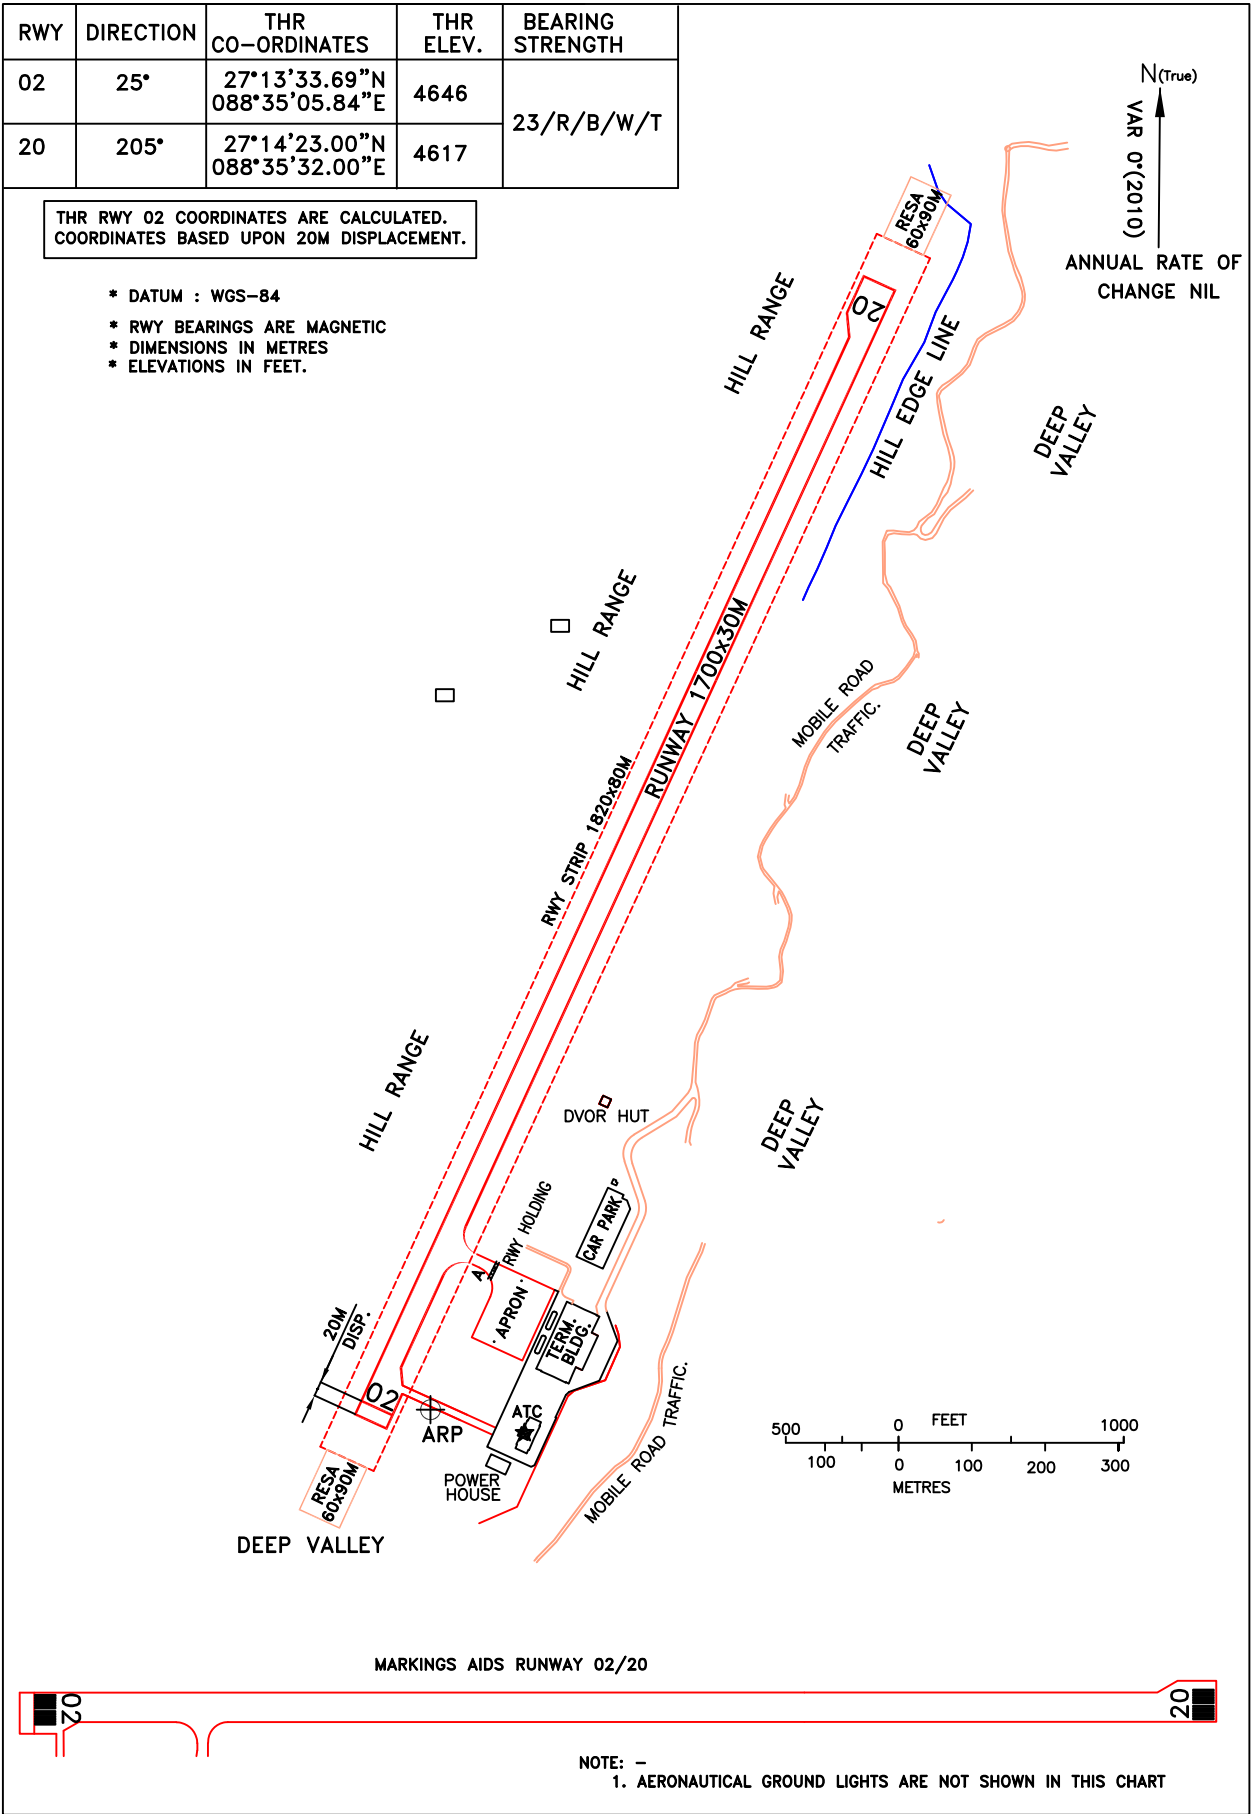 RWY DIRECTION THR CO-ORDINATES THR ELEV. BEARING STRENGTH
02 25° 27°13'33.69"N 4646 23/R/B/W/T
088°35'05.84"E
20 205° 27°14'23.00"N 4617
088°35'32.00"E
THR RWY 02 COORDINATES ARE CALCULATED.
COORDINATES BASED UPON 20M DISPLACEMENT.
* DATUM : WGS-84
* RWY BEARINGS ARE MAGNETIC
* DIMENSIONS IN METRES
* ELEVATIONS IN FEET.
N(True)
VAR 0°(2010)
ANNUAL RATE OF
CHANGE NIL
RESA
60x90M
20
HILL RANGE
HILL EDGE LINE
DEEP
VALLEY
HILL RANGE
RUNWAY 1700x30M
MOBILE ROAD
TRAFFIC.
DEEP
VALLEY
RWY STRIP 1820x80M
HILL RANGE
DVOR HUT
DEEP
VALLEY
RWY HOLDING
CAR PARK
P
A
APRON
TERM.
BLDG.
20M
DISP.
02
ARP
ATC
POWER
HOUSE
MOBILE ROAD TRAFFIC.
RESA
60x90M
DEEP VALLEY
500 0 FEET 1000
100 0 100 200 300
METRES
MARKINGS AIDS RUNWAY 02/20
02
20
NOTE: -
1. AERONAUTICAL GROUND LIGHTS ARE NOT SHOWN IN THIS CHART